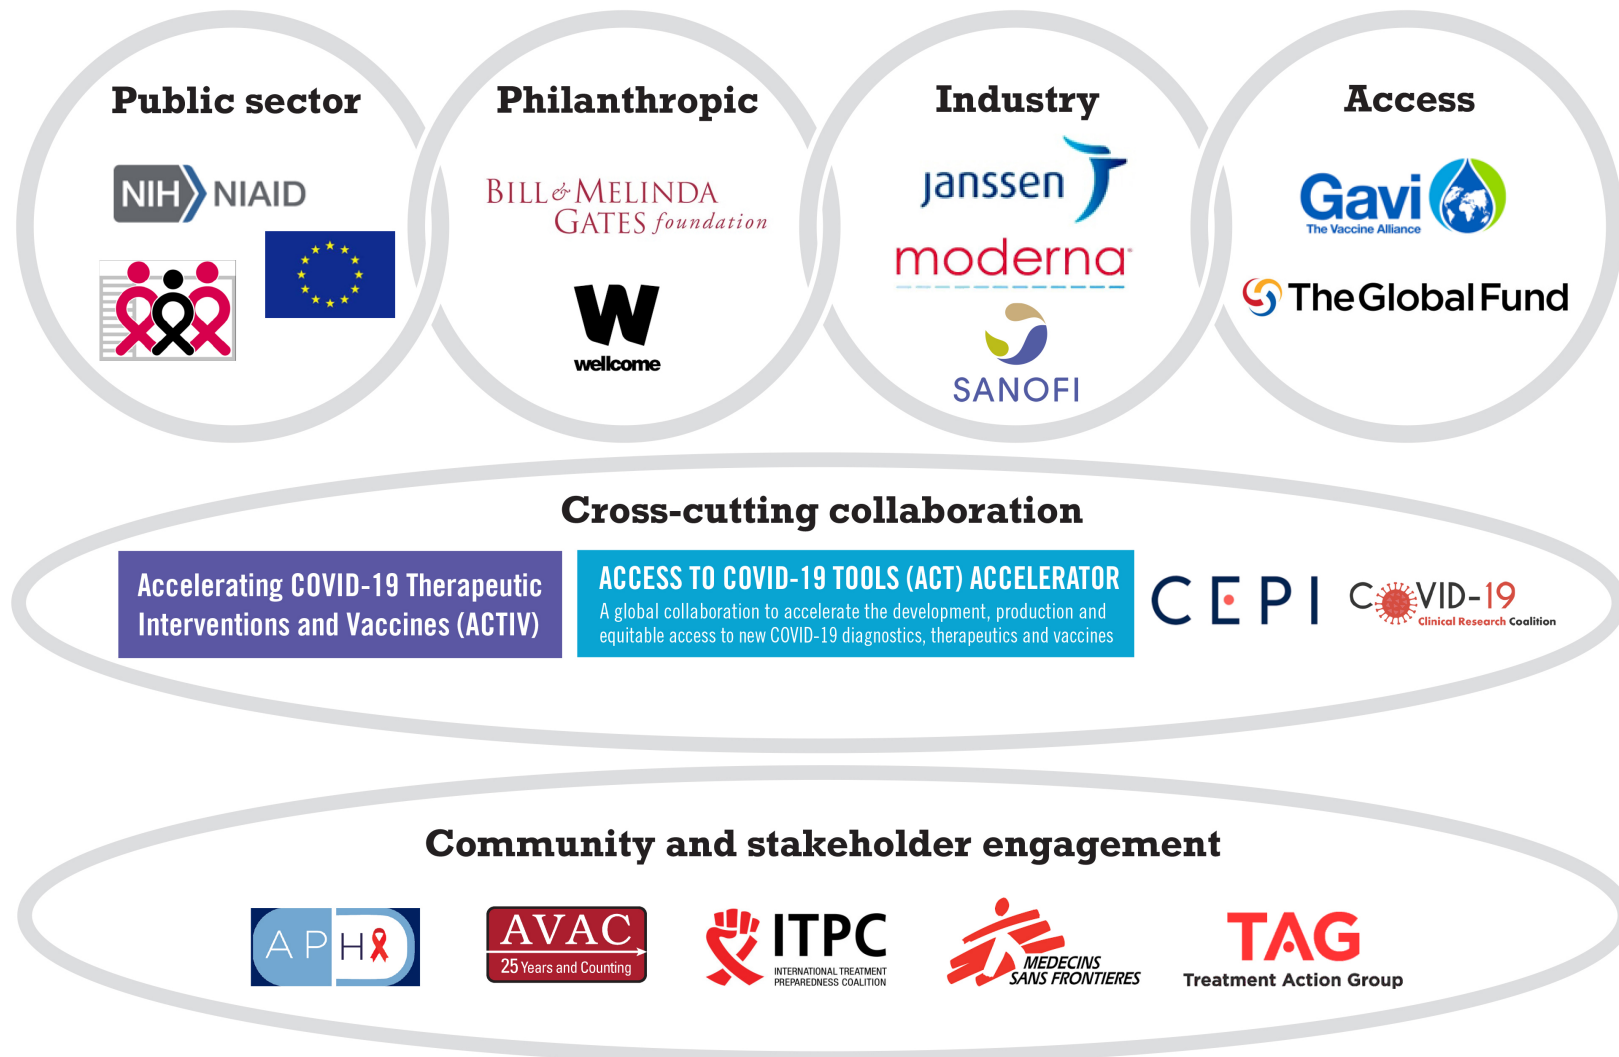 Public sector
Philanthropic
Industry
Access
NIH NIAID
BILL & MELINDA
GATES foundation
wellcome
janssen
moderna
SANOFI
Gavi
The Vaccine Alliance
The Global Fund
Cross-cutting collaboration
Accelerating COVID-19 Therapeutic
Interventions and Vaccines (ACTIV)
ACCESS TO COVID-19 TOOLS (ACT) ACCELERATOR
A global collaboration to accelerate the development, production and
equitable access to new COVID-19 diagnostics, therapeutics and vaccines
CEPI
COVID-19
Clinical Research Coalition
Community and stakeholder engagement
APHA
AVAC
25 Years and Counting
ITPC
INTERNATIONAL TREATMENT
PREPAREDNESS COALITION
MEDECINS
SANS FRONTIERES
TAG
Treatment Action Group